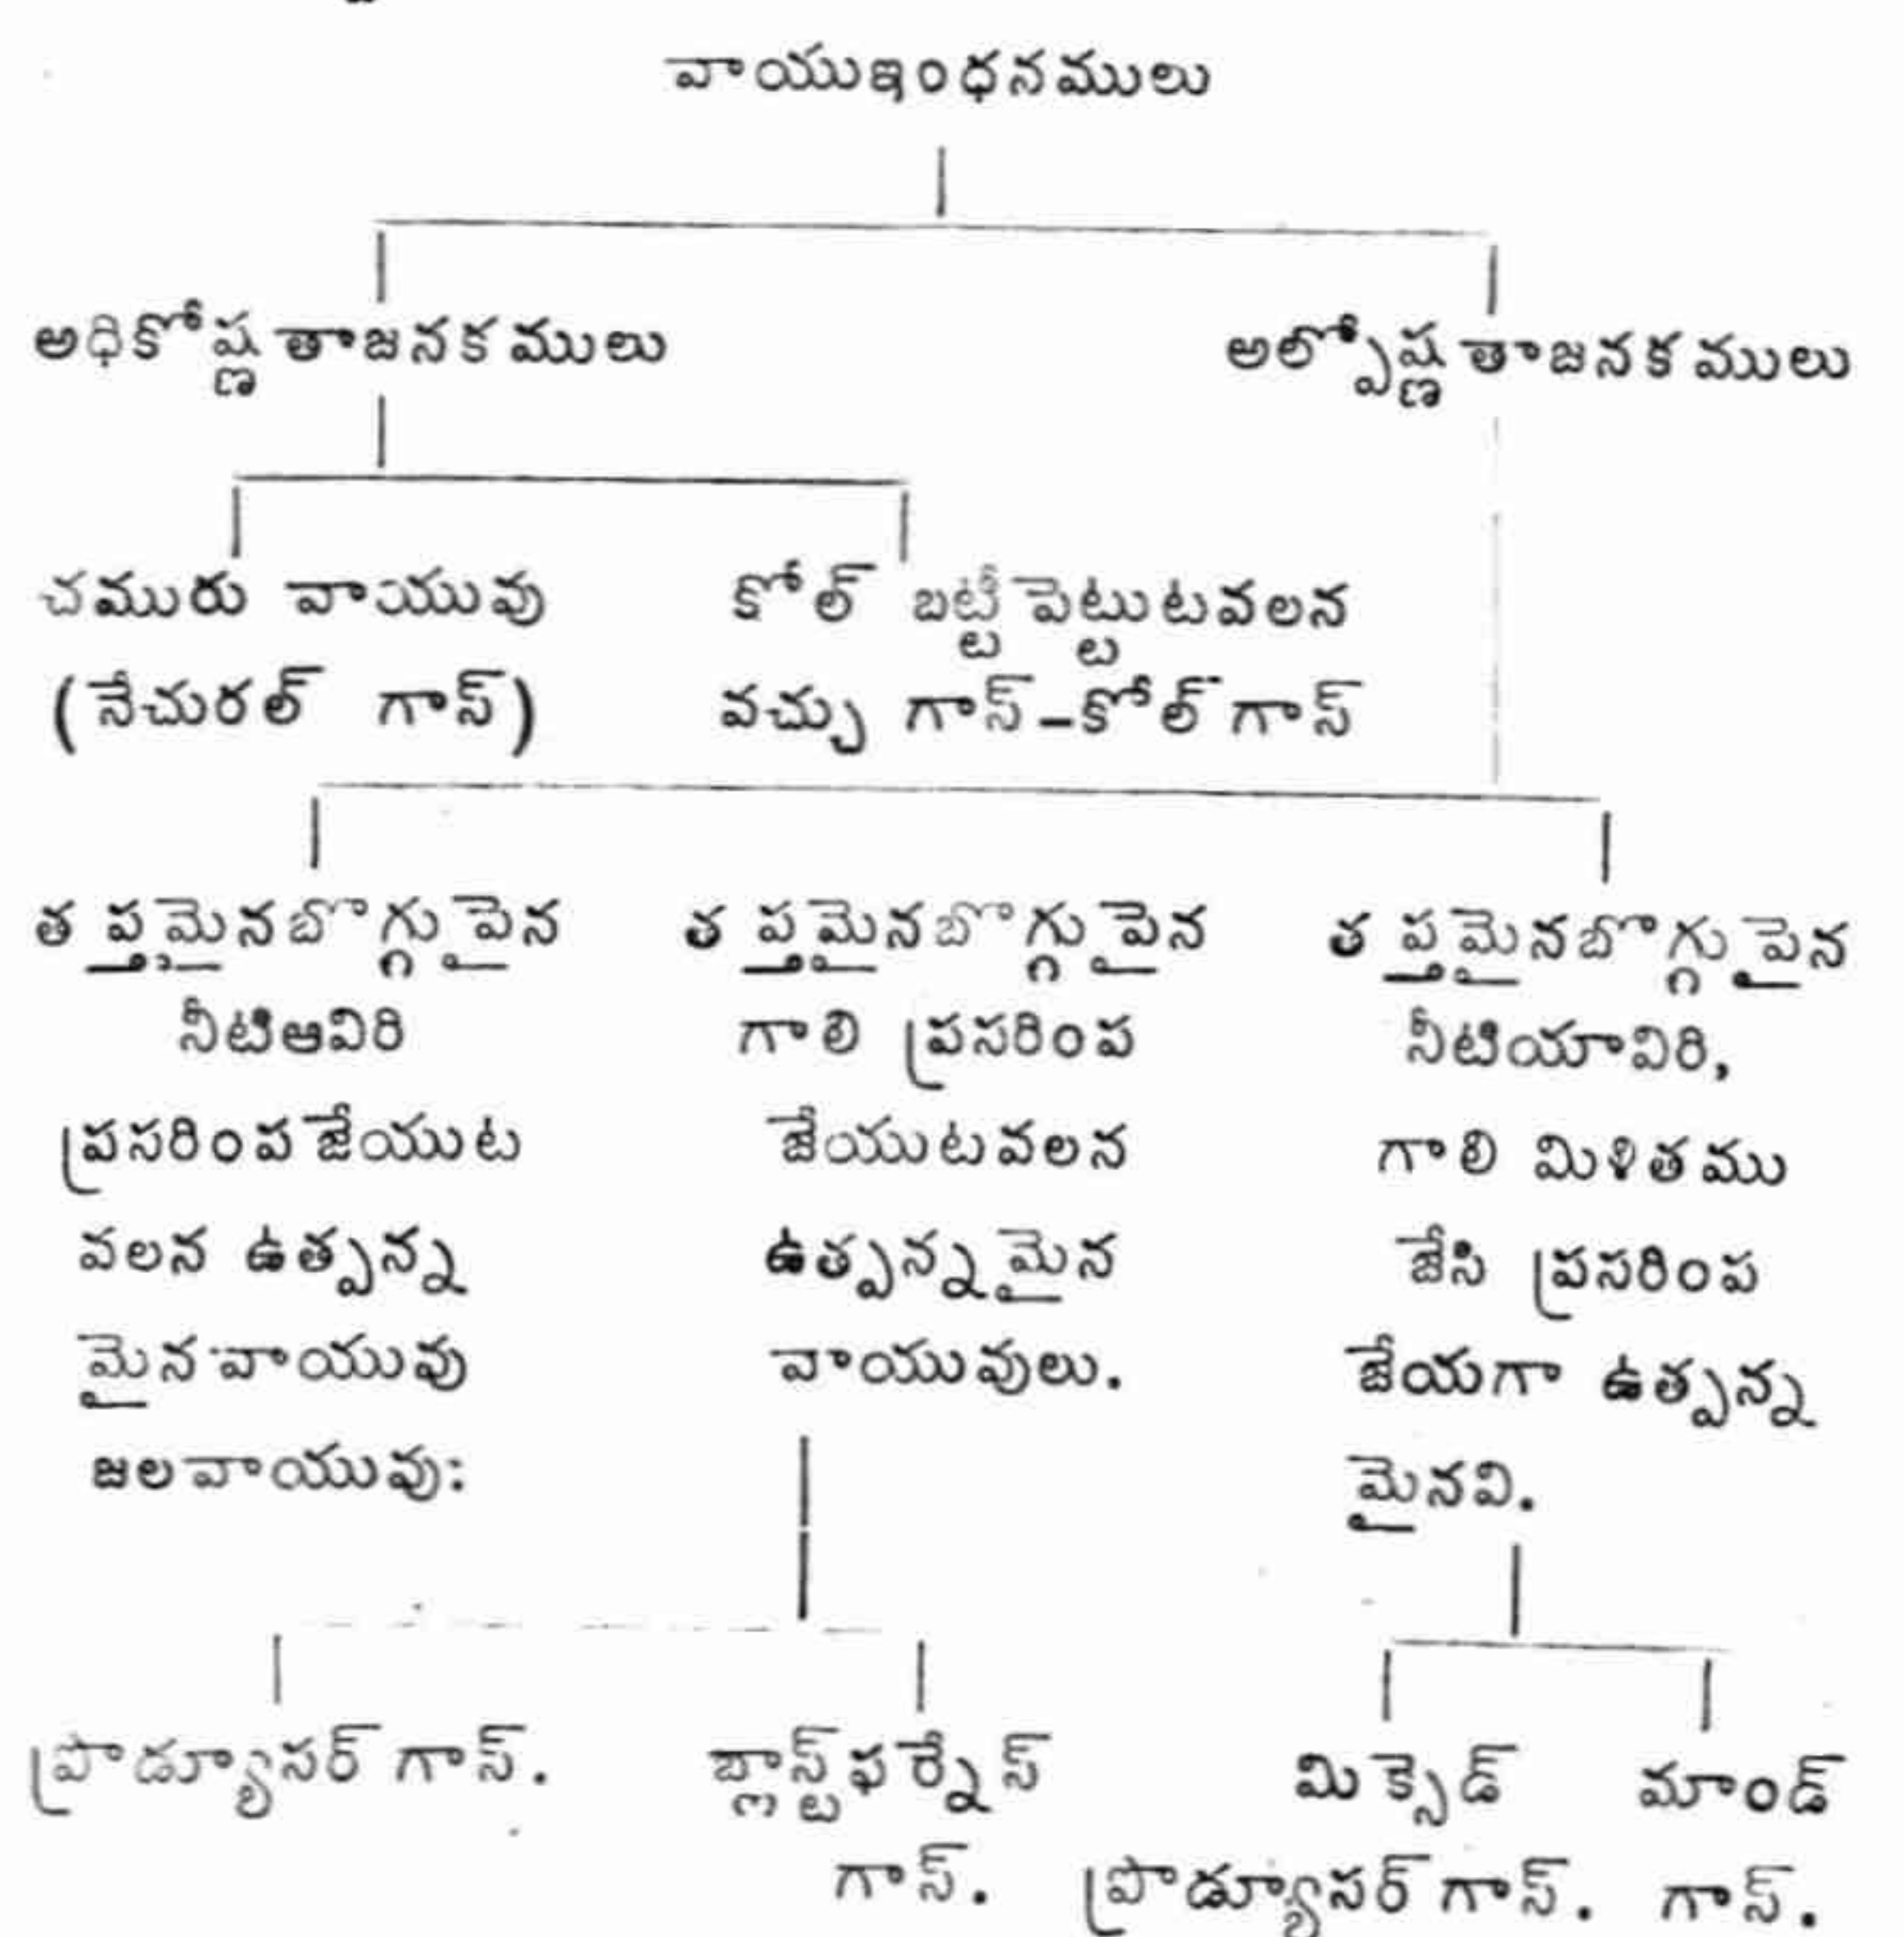 వాయుఇంధనములు
అధికోష్ణతాజనకములు
అల్పోష్ణతాజనకములు
చమురు వాయువు
(నేచురల్ గాస్)
కోల్ బట్టీపెట్టుటవలన
వచ్చు గాస్-కోల్‌గాస్
తప్తమైనబొగ్గుపైన
నీటిఆవిరి
ప్రసరింపజేయుట
వలన ఉత్పన్న
మైనవాయువు
జలవాయువు:
తప్తమైనబొగ్గుపైన
గాలి ప్రసరింప
జేయుటవలన
ఉత్పన్నమైన
వాయువులు.
తప్తమైనబొగ్గుపైన
నీటియావిరి,
గాలి మిళితము
జేసి ప్రసరింప
జేయగా ఉత్పన్న
మైనవి.
ప్రొడ్యూసర్ గాస్.
బ్లాస్ట్‌ఫర్నేస్
గాస్.
మిక్సెడ్
ప్రొడ్యూసర్ గాస్.
మాండ్
గాస్.